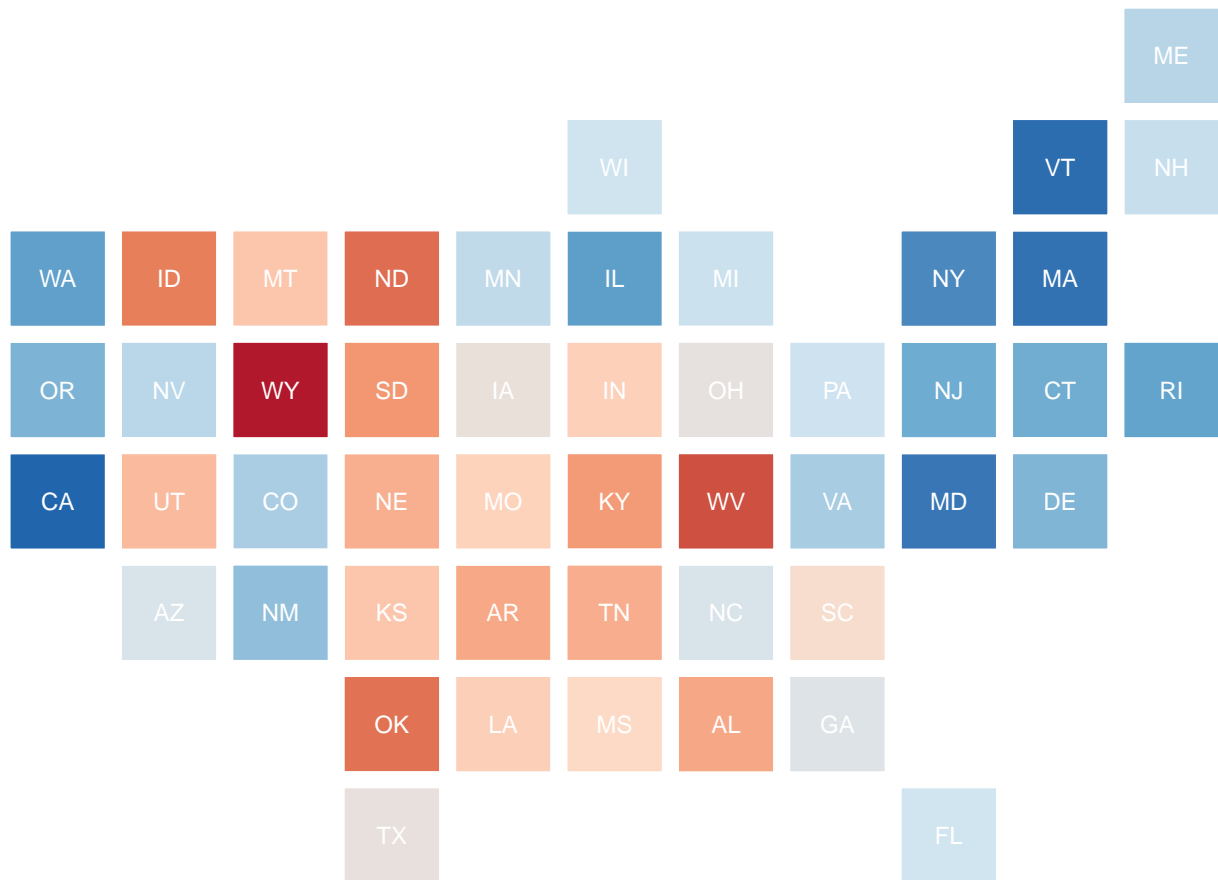 ME
WI VT NH
WA ID MT ND MN IL MI NY MA
OR NV WY SD IA IN OH PA NJ CT RI
CA UT CO NE MO KY WV VA MD DE
AZ NM KS AR TN NC SC
OK LA MS AL GA
TX FL